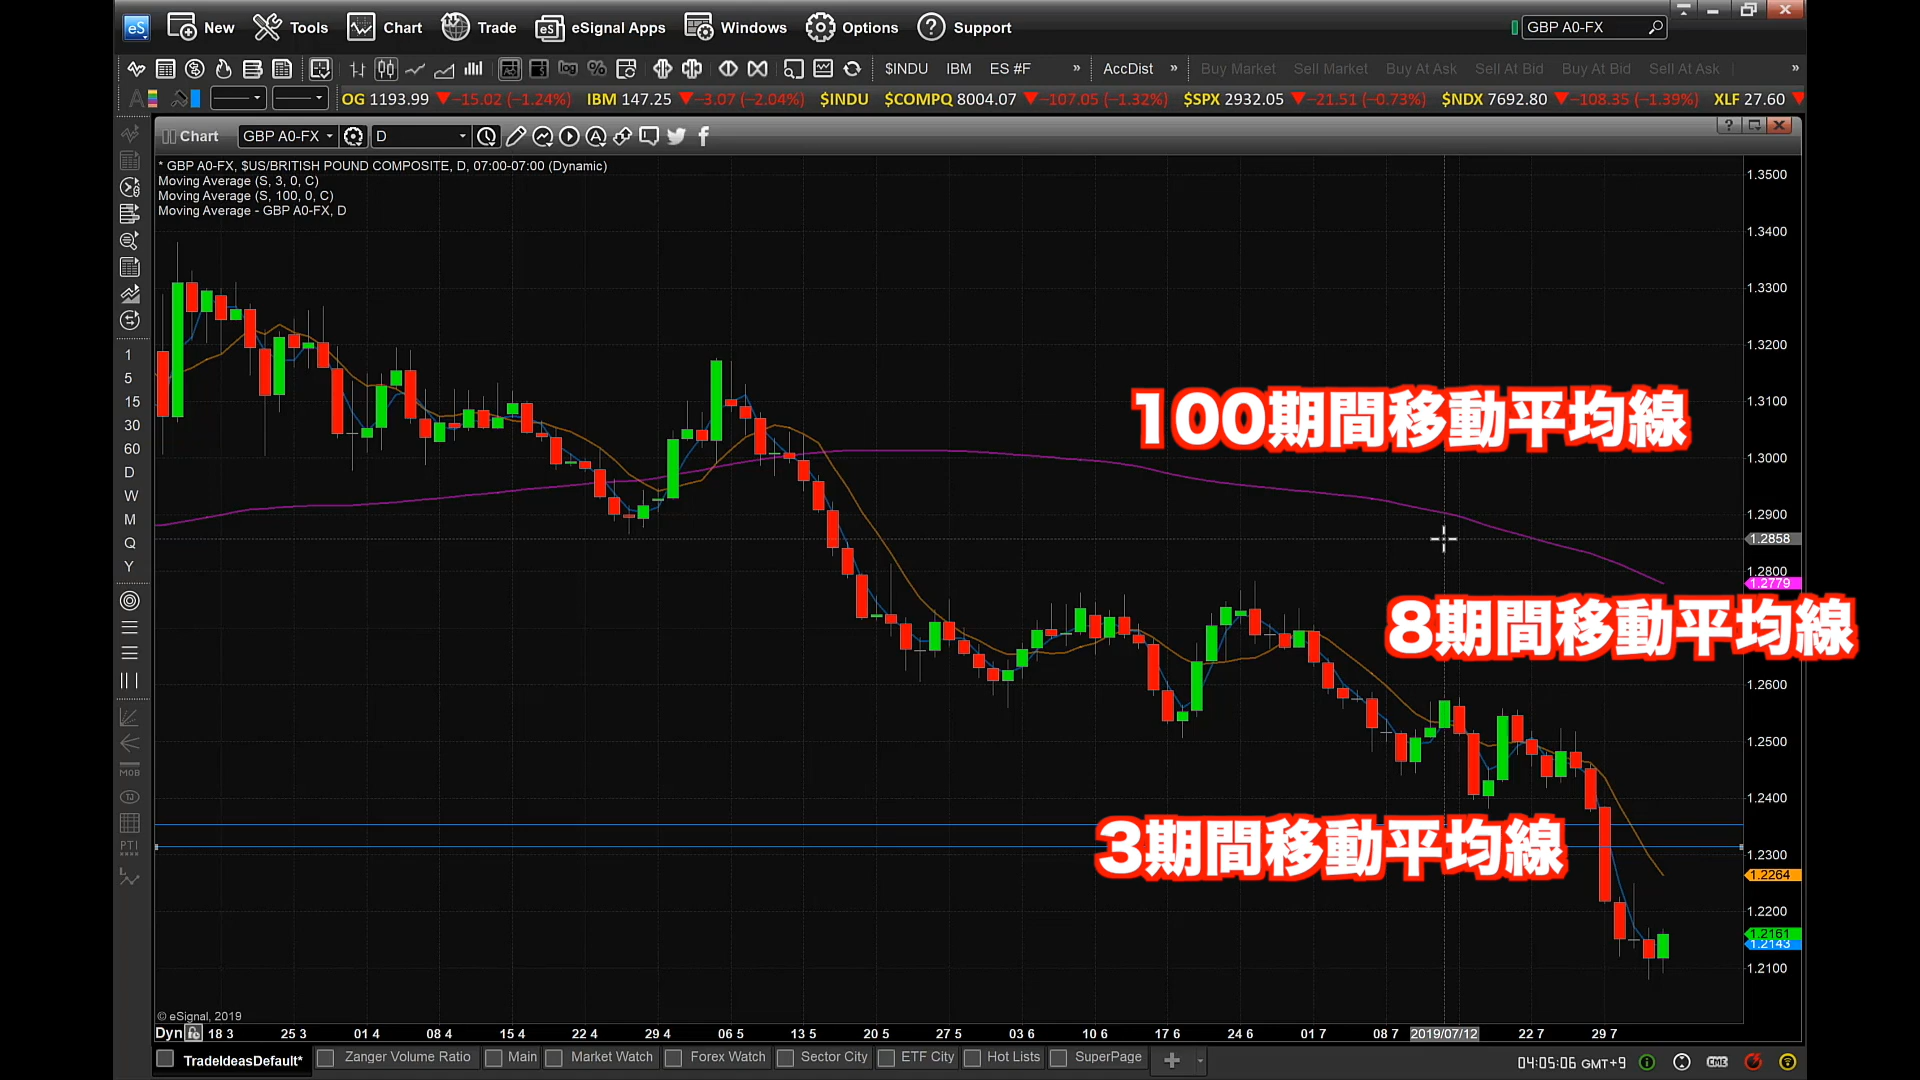 eS New Tools Chart Trade eS eSignal Apps Windows Options Support GBP A0-FX
$INDU IBM ES #F » AccDist » Buy Market Sell Market Buy At Ask Sell At Bid Buy At Bid Sell At Ask »
OG 1193.99 ▼−15.02 (−1.24%) IBM 147.25 ▼−3.07 (−2.04%) $INDU $COMPQ 8004.07 ▼−107.05 (−1.32%) $SPX 2932.05 ▼−21.51 (−0.73%) $NDX 7692.80 ▼−108.35 (−1.39%) XLF 27.60 ▼
Chart GBP A0-FX D
* GBP A0-FX, $US/BRITISH POUND COMPOSITE, D, 07:00-07:00 (Dynamic)
Moving Average (S, 3, 0, C)
Moving Average (S, 100, 0, C)
Moving Average - GBP A0-FX, D
1
5
15
30
60
D
W
M
Q
Y
MOB
TJ
PTI
1.3500
1.3400
1.3300
1.3200
1.3100
1.3000
1.2900
1.2858
1.2800
1.2779
1.2600
1.2500
1.2400
1.2300
1.2264
1.2200
1.2161
1.2143
1.2100
100期間移動平均線
8期間移動平均線
3期間移動平均線
© eSignal, 2019
Dyn 18 3 25 3 01 4 08 4 15 4 22 4 29 4 06 5 13 5 20 5 27 5 03 6 10 6 17 6 24 6 01 7 08 7 2019/07/12 22 7 29 7
TradeIdeasDefault* Zanger Volume Ratio Main Market Watch Forex Watch Sector City ETF City Hot Lists SuperPage
04:05:06 GMT+9 CME